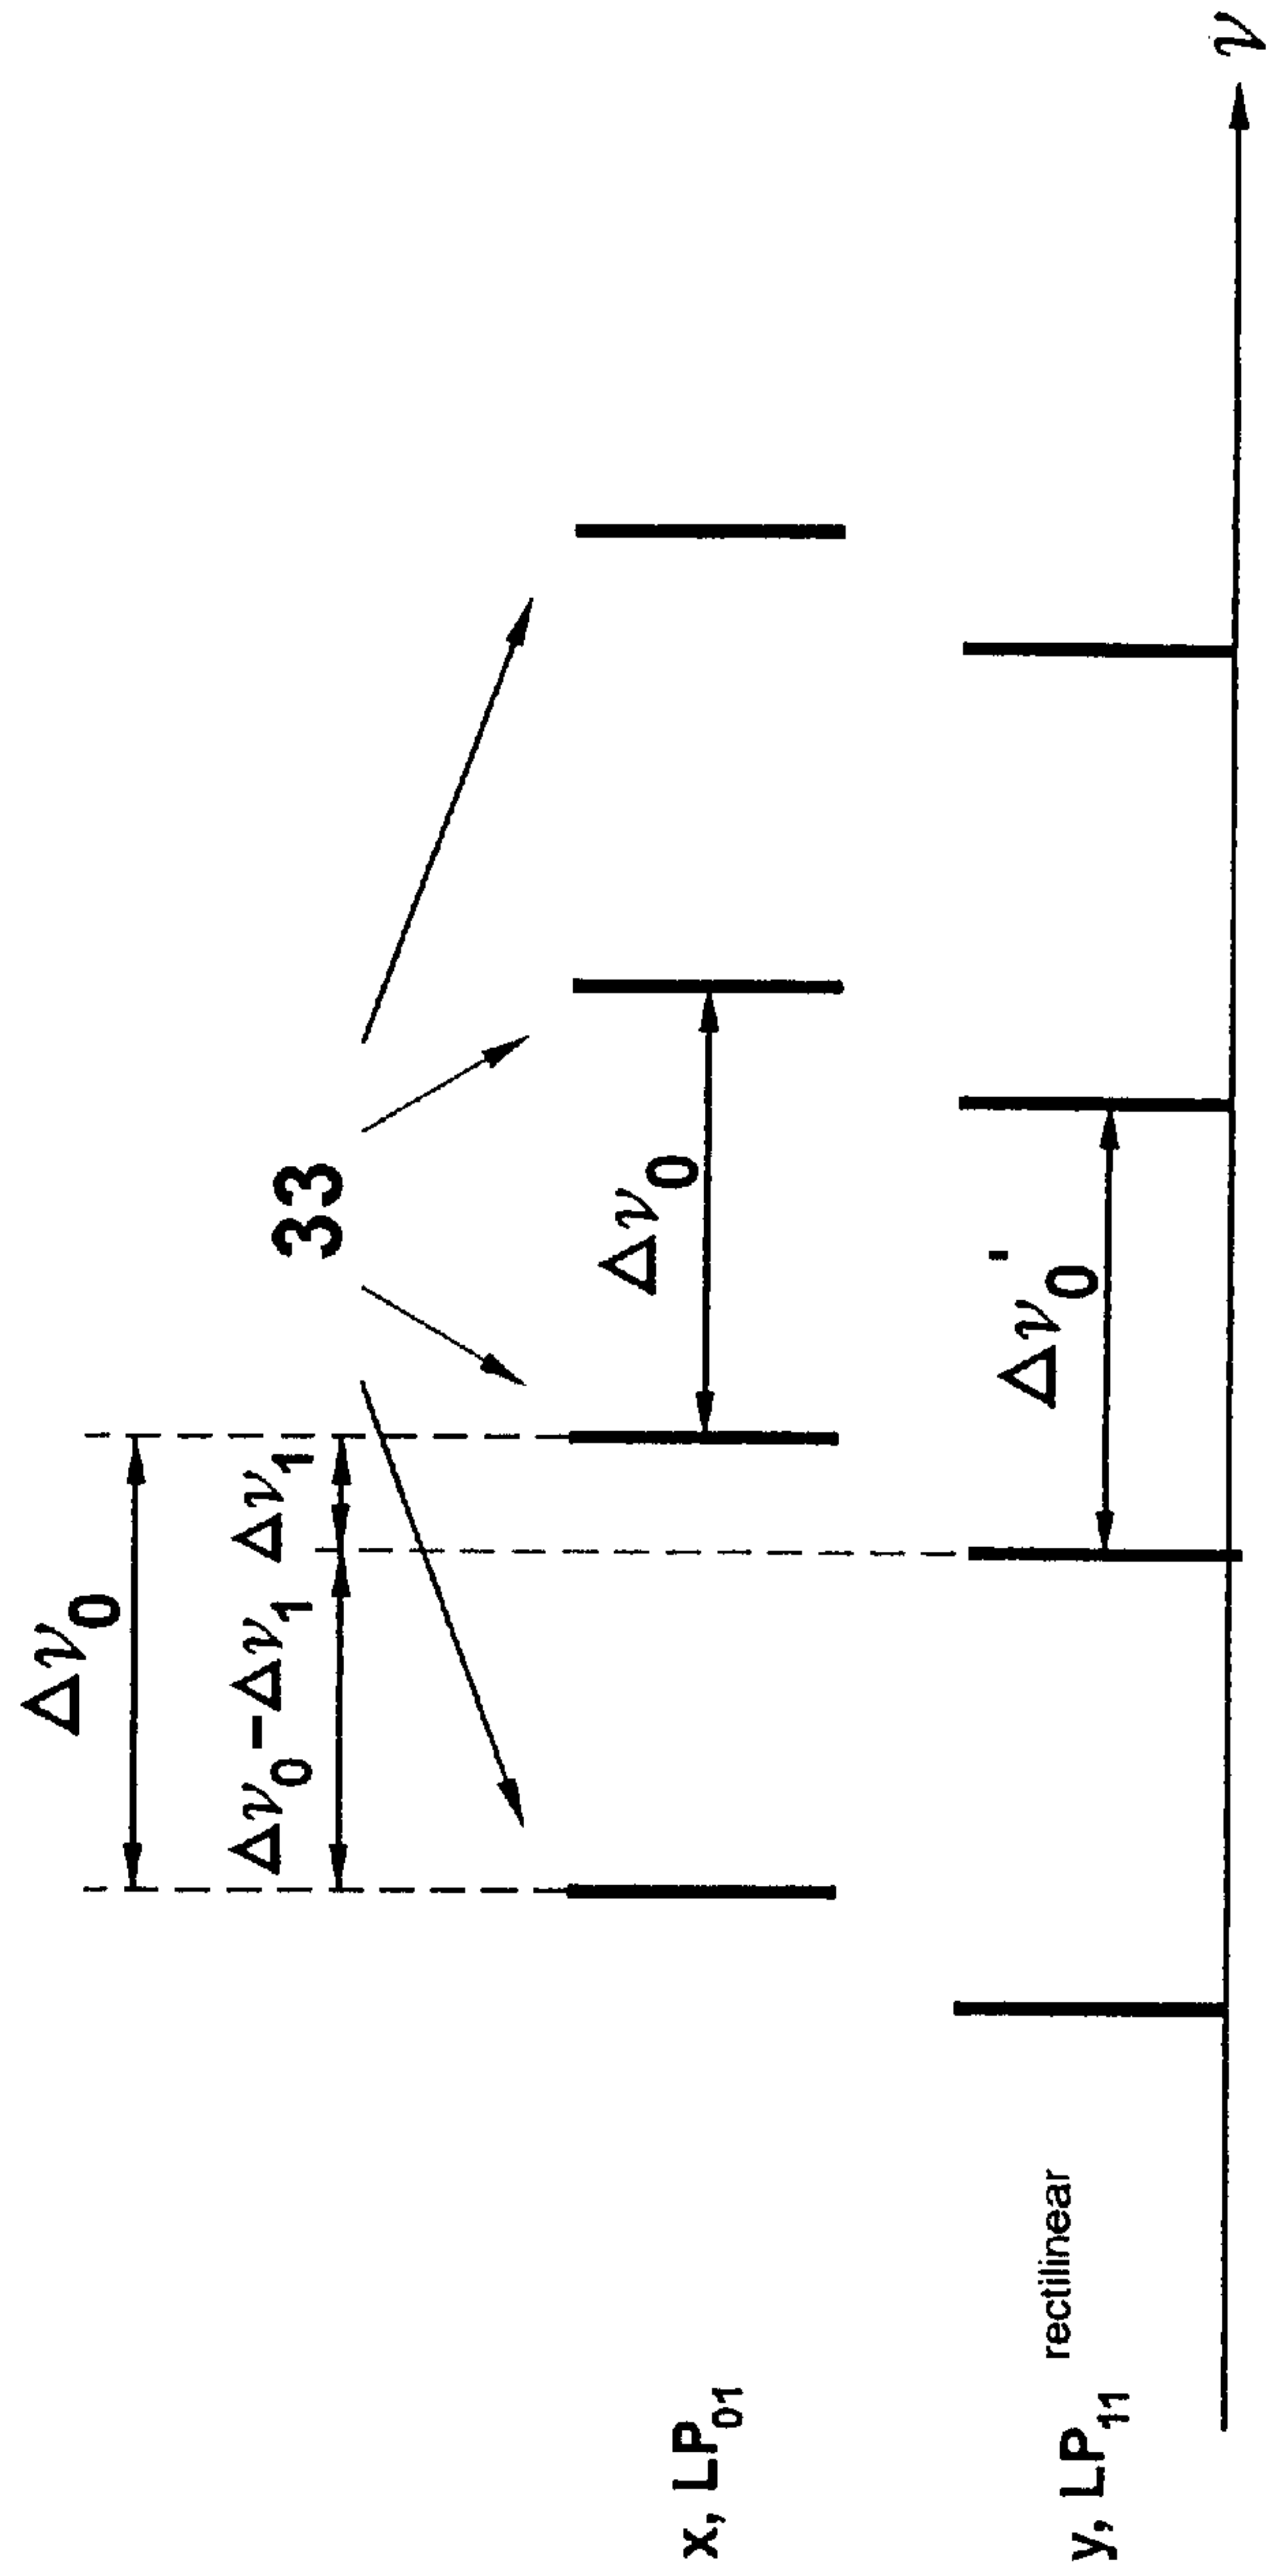 Δν₀
Δν₀-Δν₁ Δν₁
33
x, LP₀₁
Δν₀
y, LP₁₁ rectilinear
Δν₀'
ν